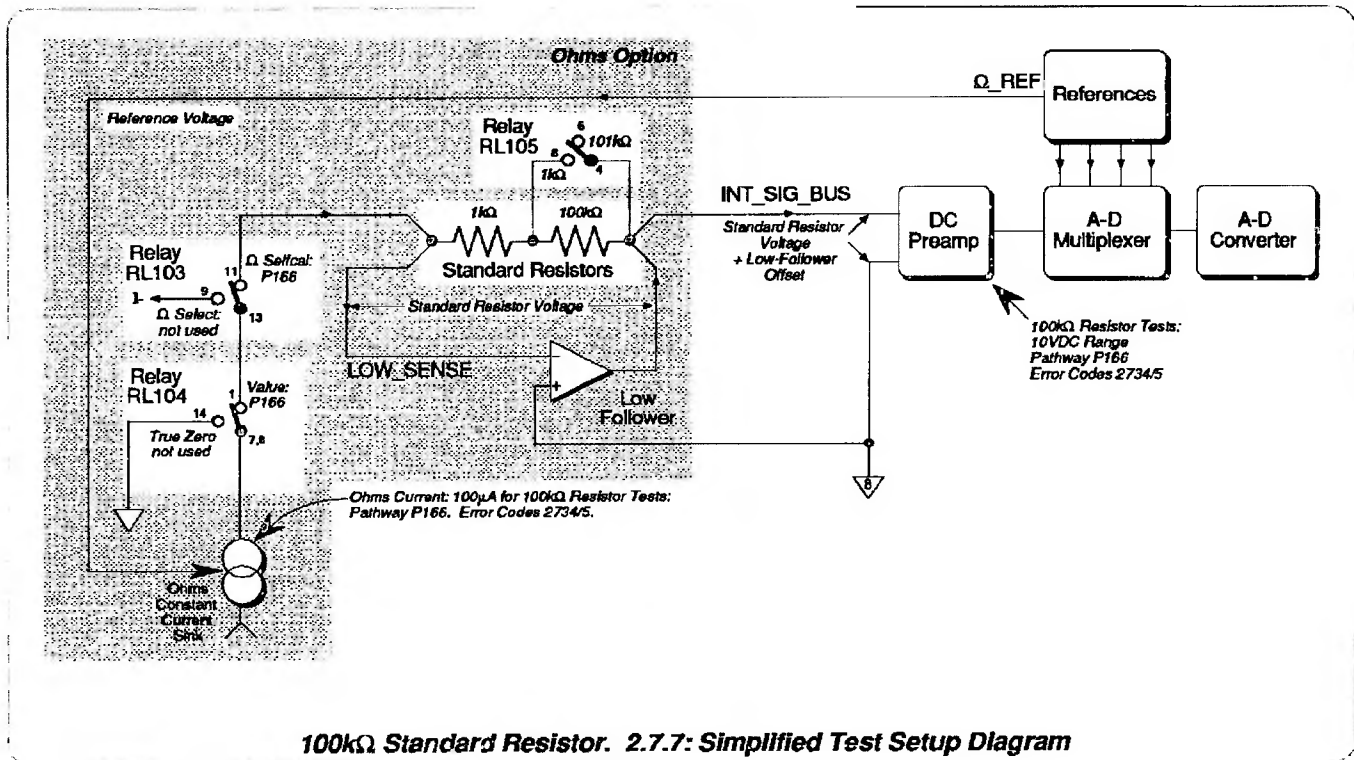 Ohms Option
Ω_REF
References
Reference Voltage
Relay
RL105
6
101kΩ
8
1kΩ
4
INT_SIG_BUS
Standard Resistor
Voltage
+ Low-Follower
Offset
DC
Preamp
A-D
Multiplexer
A-D
Converter
1kΩ
100kΩ
Standard Resistors
Relay
RL103
11
Ω Selfcal:
P166
9
Ω Select:
not used
13
Standard Resistor Voltage
100kΩ Resistor Tests:
10VDC Range
Pathway P166
Error Codes 2734/5
LOW_SENSE
-
+
Low
Follower
Relay
RL104
1
Value:
P166
14
True Zero
not used
7,8
8
Ohms Current: 100µA for 100kΩ Resistor Tests:
Pathway P166. Error Codes 2734/5.
Ohms
Constant
Current
Sink
100kΩ Standard Resistor. 2.7.7: Simplified Test Setup Diagram